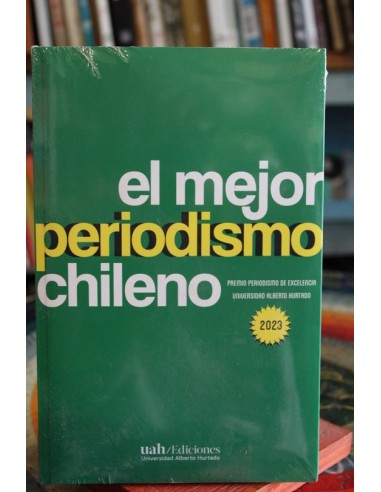 el mejor
periodismo
chileno
PREMIO PERIODISMO DE EXCELENCIA
UNIVERSIDAD ALBERTO HURTADO
2023
uah/Ediciones
Universidad Alberto Hurtado